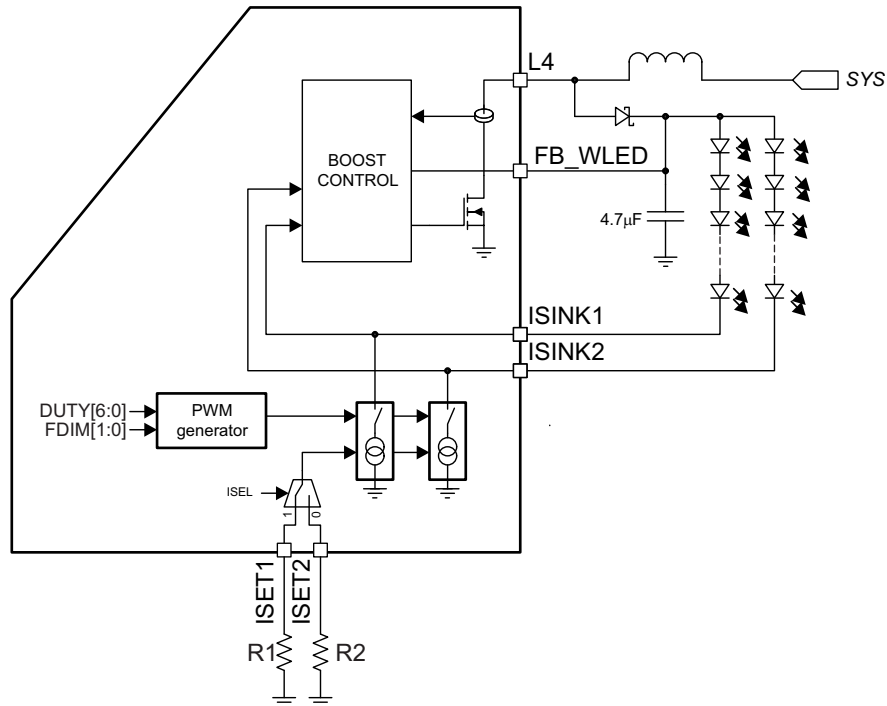 L4
SYS
BOOST
CONTROL
FB_WLED
4.7μF
ISINK1
ISINK2
DUTY[6:0]
FDIM[1:0]
PWM
generator
ISEL
1
0
ISET1
ISET2
R1
R2